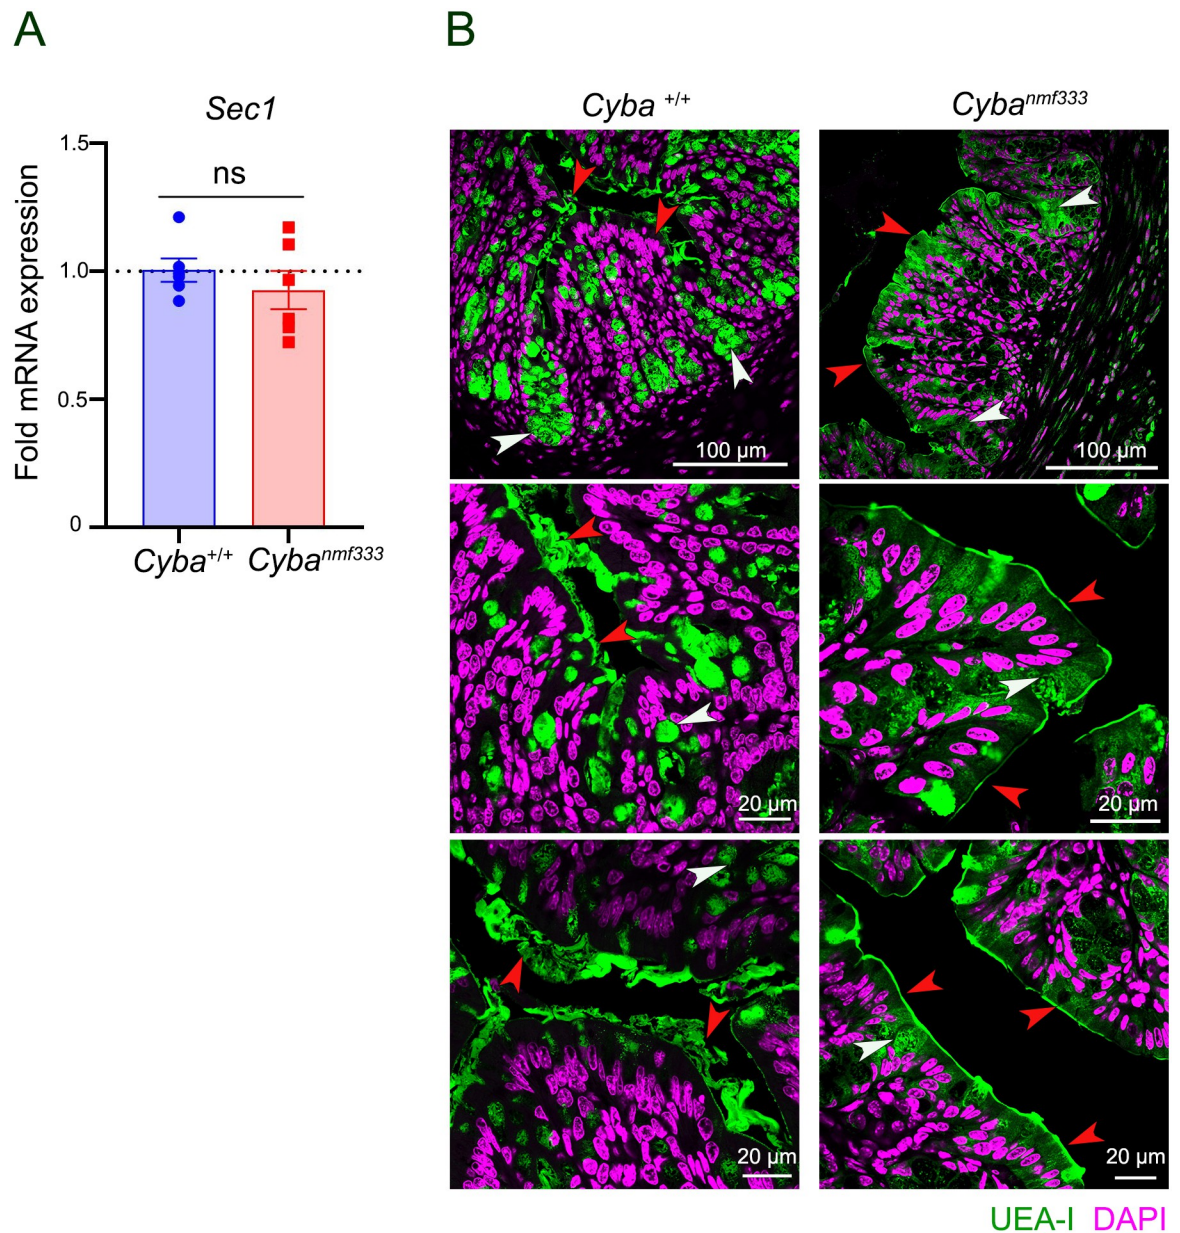 A
Sec1
ns
Fold mRNA expression
1.5
1.0
0.5
0
Cyba+/+ Cybanmf333
B
Cyba +/+ Cybanmf333
100 µm 100 µm
20 µm 20 µm
20 µm 20 µm
UEA-I DAPI